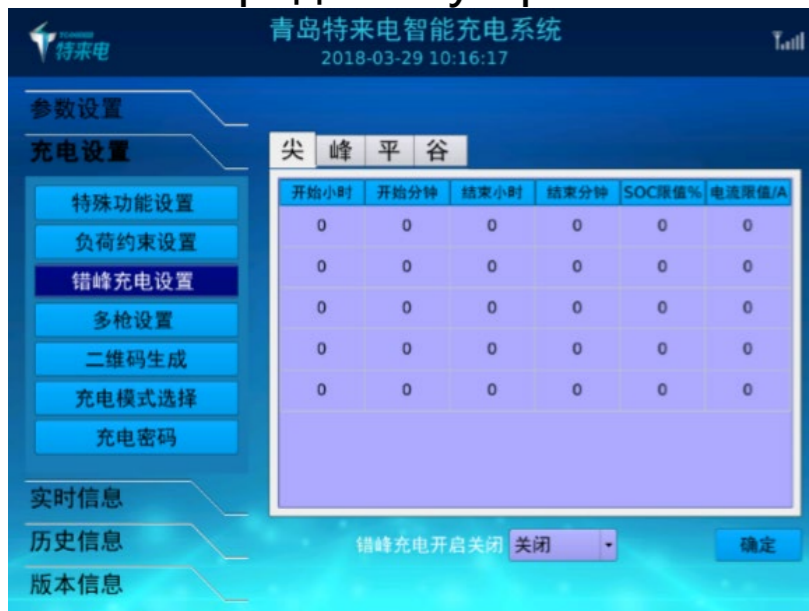 特来电
青岛特来电智能充电系统
2018-03-29 10:16:17
参数设置
充电设置
特殊功能设置
负荷约束设置
错峰充电设置
多枪设置
二维码生成
充电模式选择
充电密码
实时信息
历史信息
版本信息
尖 峰 平 谷
开始小时 开始分钟 结束小时 结束分钟 SOC限值% 电流限值/A
0 0 0 0 0 0
0 0 0 0 0 0
0 0 0 0 0 0
0 0 0 0 0 0
0 0 0 0 0 0
错峰充电开启关闭 关闭 确定